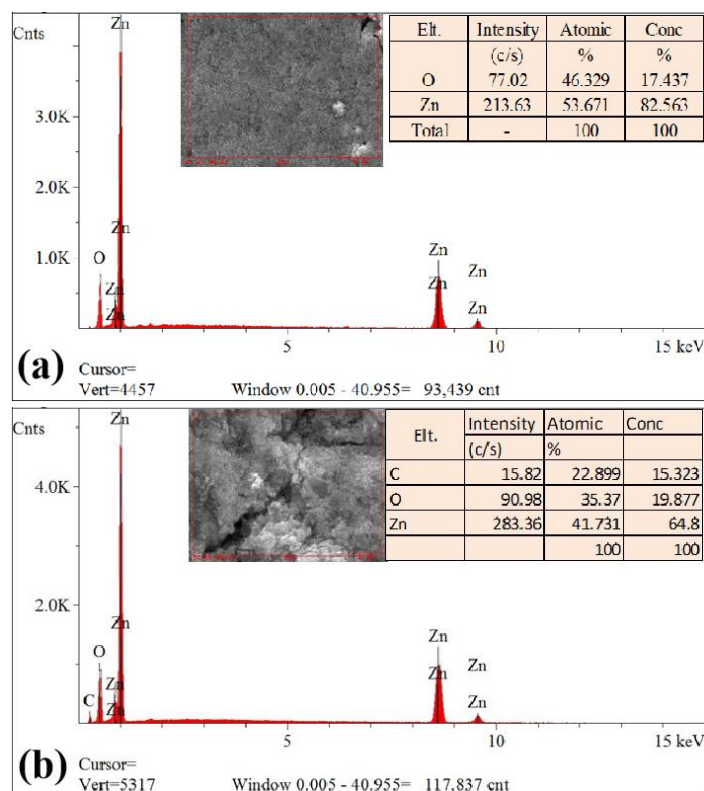 Cnts
Zn
3.0K
2.0K
1.0K
O
Zn
Zn
Zn
Zn
Zn
Zn
Zn
5
10
15 keV
Elt. Intensity Atomic Conc
(c/s) % %
O 77.02 46.329 17.437
Zn 213.63 53.671 82.563
Total - 100 100
(a)
Cursor=
Vert=4457 Window 0.005 - 40.955= 93,439 cnt
Cnts
Zn
4.0K
2.0K
C
O
Zn
Zn
Zn
Zn
Zn
Zn
Zn
5
10
15 keV
Elt. Intensity Atomic Conc
(c/s) %
C 15.82 22.899 15.323
O 90.98 35.37 19.877
Zn 283.36 41.731 64.8
100 100
(b)
Cursor=
Vert=5317 Window 0.005 - 40.955= 117,837 cnt